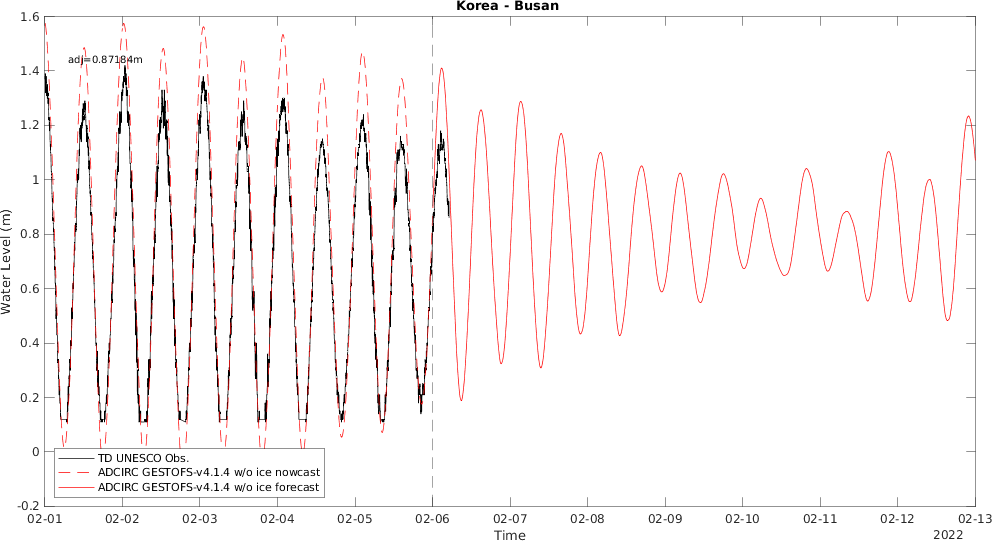 Korea - Busan
1.6
1.4
1.2
1
0.8
0.6
0.4
0.2
0
-0.2
Water Level (m)
adj=0.87184m
TD UNESCO Obs.
ADCIRC GESTOFS-v4.1.4 w/o ice nowcast
ADCIRC GESTOFS-v4.1.4 w/o ice forecast
02-01 02-02 02-03 02-04 02-05 02-06 02-07 02-08 02-09 02-10 02-11 02-12 02-13
Time
2022